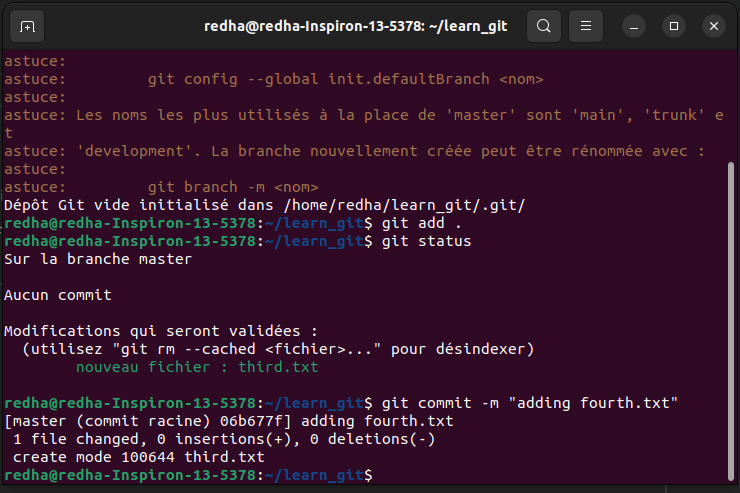 redha@redha-Inspiron-13-5378: ~/learn_git
astuce:
astuce:         git config --global init.defaultBranch <nom>
astuce:
astuce: Les noms les plus utilisés à la place de 'master' sont 'main', 'trunk' e
t
astuce: 'development'. La branche nouvellement créée peut être rénommée avec :
astuce:
astuce:         git branch -m <nom>
Dépôt Git vide initialisé dans /home/redha/learn_git/.git/
redha@redha-Inspiron-13-5378:~/learn_git$ git add .
redha@redha-Inspiron-13-5378:~/learn_git$ git status
Sur la branche master

Aucun commit

Modifications qui seront validées :
  (utilisez "git rm --cached <fichier>..." pour désindexer)
        nouveau fichier : third.txt

redha@redha-Inspiron-13-5378:~/learn_git$ git commit -m "adding fourth.txt"
[master (commit racine) 06b677f] adding fourth.txt
 1 file changed, 0 insertions(+), 0 deletions(-)
 create mode 100644 third.txt
redha@redha-Inspiron-13-5378:~/learn_git$